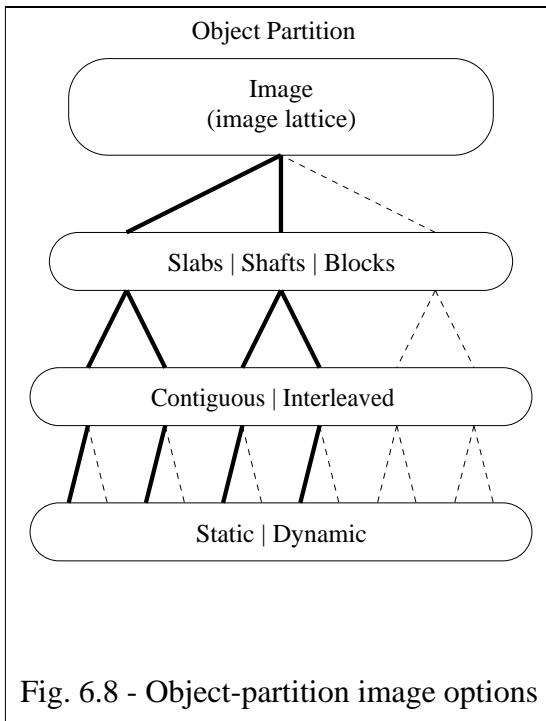 Object Partition
Image
(image lattice)
Slabs | Shafts | Blocks
Contiguous | Interleaved
Static | Dynamic
Fig. 6.8 - Object-partition image options